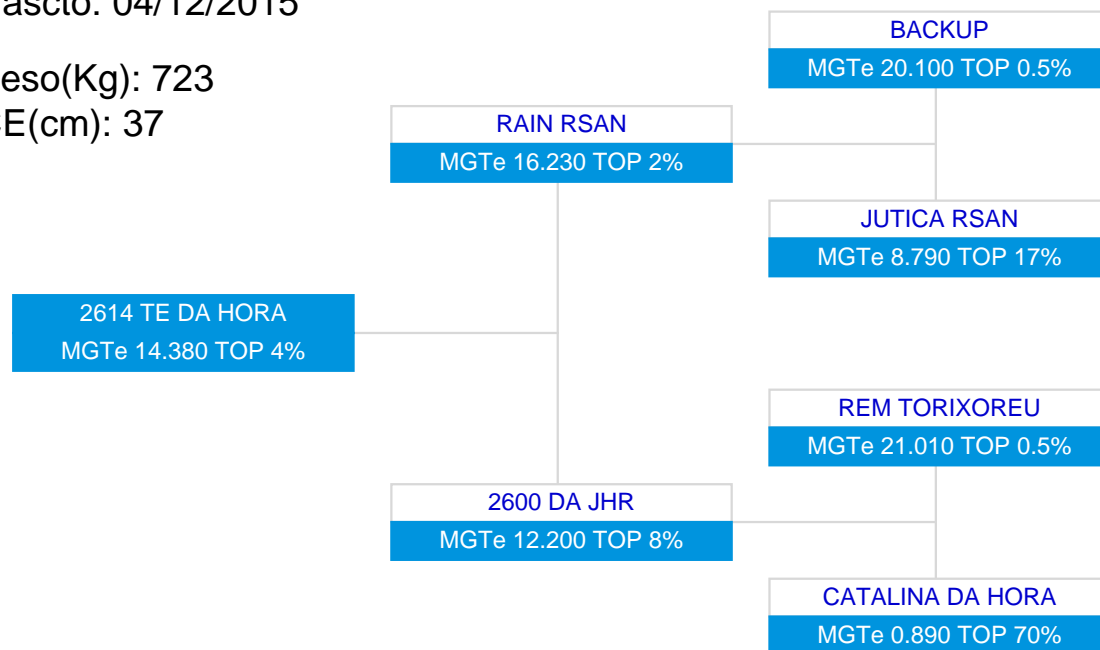 ascto: 04/12/2015
eso(Kg): 723
E(cm): 37
BACKUP
MGTe 20.100 TOP 0.5%
RAIN RSAN
MGTe 16.230 TOP 2%
JUTICA RSAN
MGTe 8.790 TOP 17%
2614 TE DA HORA
MGTe 14.380 TOP 4%
REM TORIXOREU
MGTe 21.010 TOP 0.5%
2600 DA JHR
MGTe 12.200 TOP 8%
CATALINA DA HORA
MGTe 0.890 TOP 70%